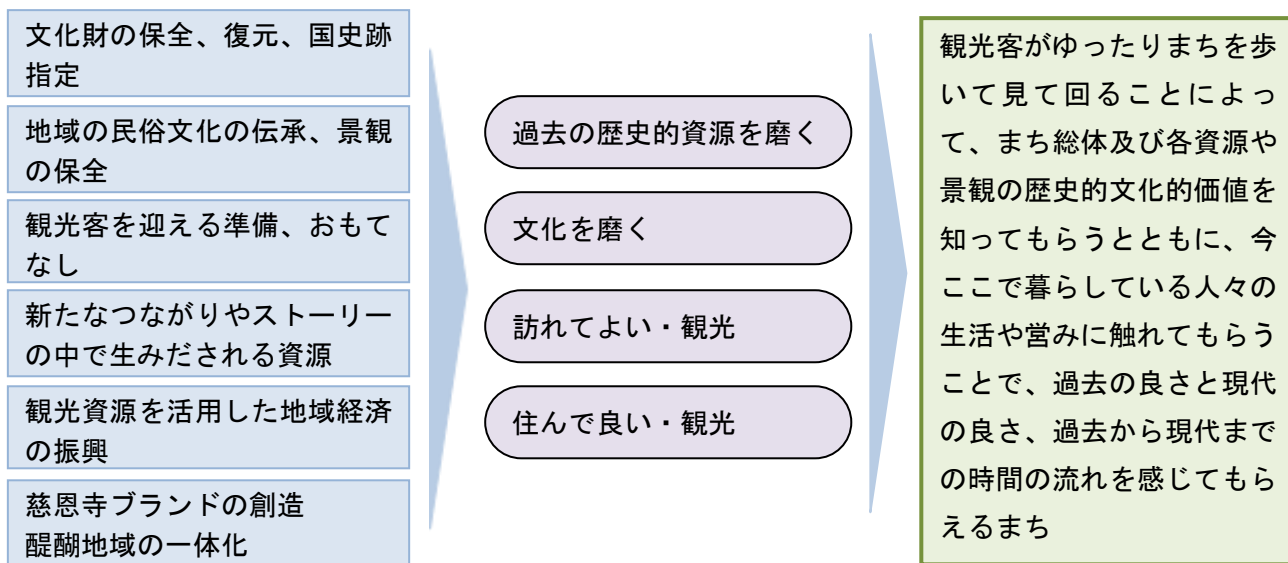 文化財の保全、復元、国史跡
指定
地域の民俗文化の伝承、景観
の保全
観光客を迎える準備、おもて
なし
新たなつながりやストーリー
の中で生みだされる資源
観光資源を活用した地域経済
の振興
慈恩寺ブランドの創造
醍醐地域の一体化
過去の歴史的資源を磨く
文化を磨く
訪れてよい・観光
住んで良い・観光
観光客がゆったりまちを歩
いて見て回ることによっ
て、まち総体及び各資源や
景観の歴史的文化的価値を
知ってもらうとともに、今
ここで暮らしている人々の
生活や営みに触れてもらう
ことで、過去の良さと現代
の良さ、過去から現代まで
の時間の流れを感じてもら
えるまち